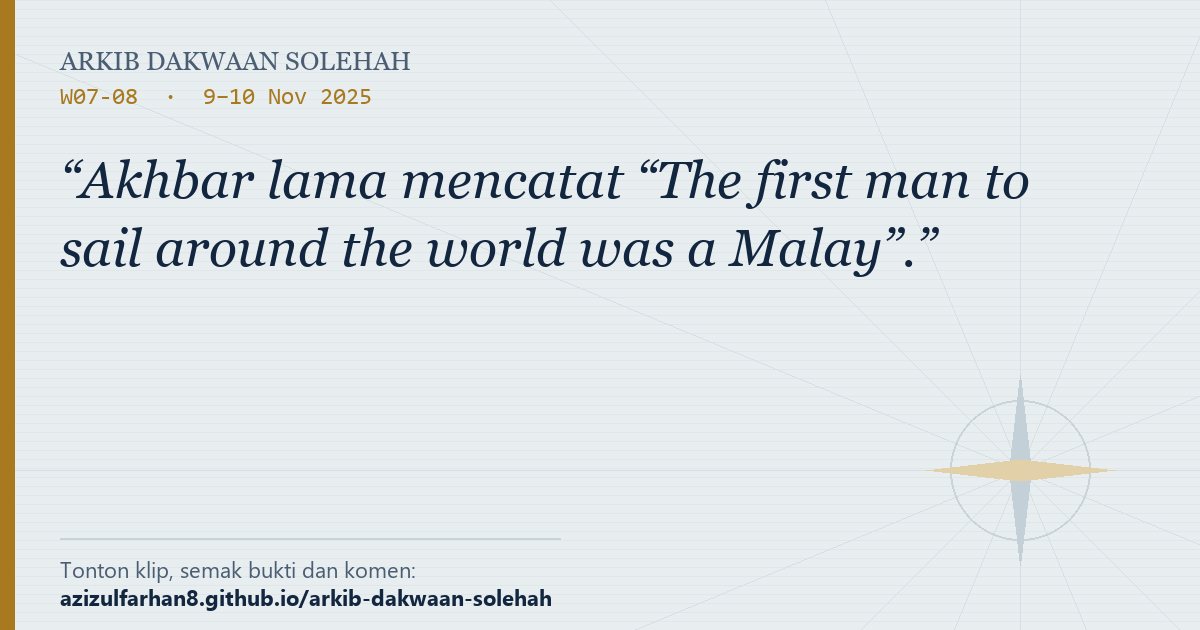 ARKIB DAKWAAN SOLEHAH
W07-08 · 9–10 Nov 2025
“Akhbar lama mencatat “The first man to
sail around the world was a Malay”.”
Tonton klip, semak bukti dan komen:
azizulfarhan8.github.io/arkib-dakwaan-solehah